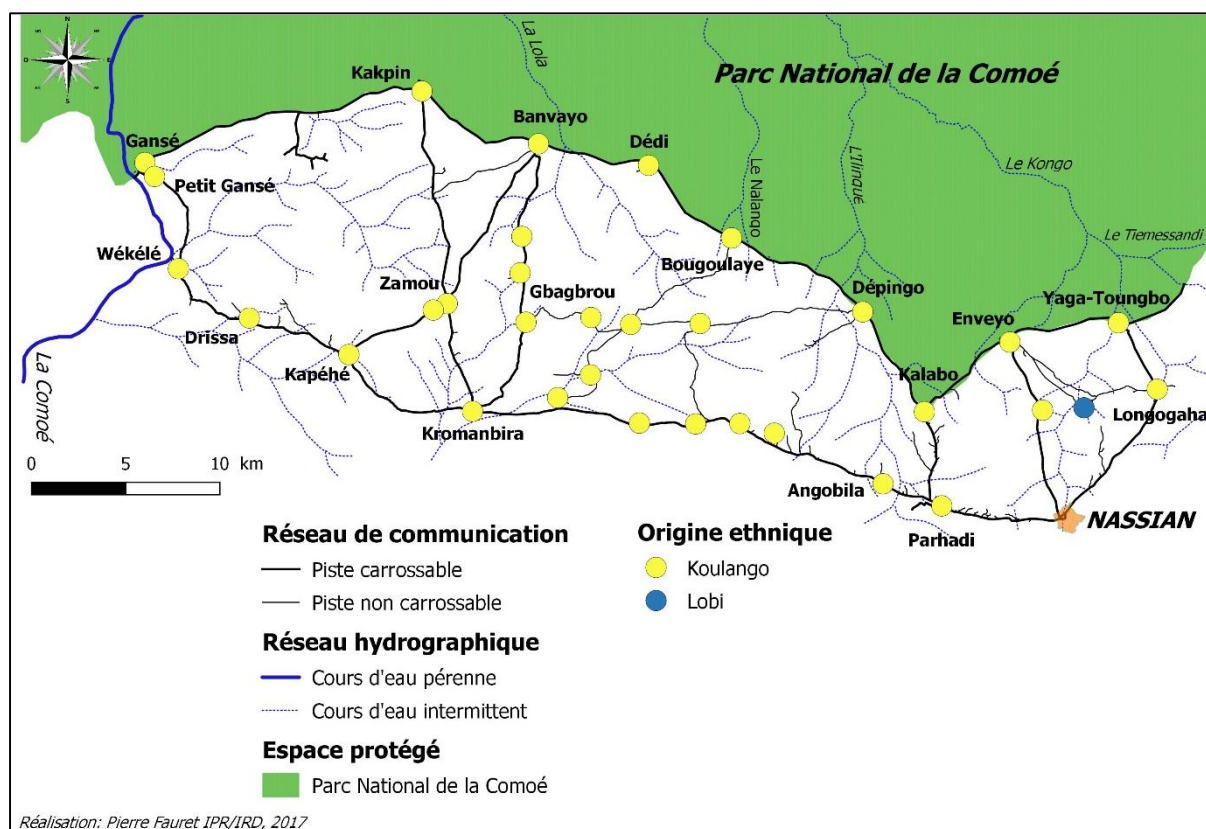 N
O
E
S
La Lola
Parc National de la Comoé
Kakpin
Banvayo
Dédi
Gansé
Petit Gansé
Le Nalanqo
L'Ilinque
Le Kongo
Le Tiemessandi
Wékélé
Bougoulaye
Zamou
Gbagbrou
Dépingo
Yaga-Toungbo
Enveyo
Drissa
Kapéhé
Kalabo
La Comoé
Kromanbira
Longogaha
0 5 10 km
Angobila
Parhadi
NASSIAN
Réseau de communication
Piste carrossable
Piste non carrossable
Réseau hydrographique
Cours d'eau pérenne
Cours d'eau intermittent
Espace protégé
Parc National de la Comoé
Origine ethnique
Koulango
Lobi
Réalisation: Pierre Fauret IPR/IRD, 2017